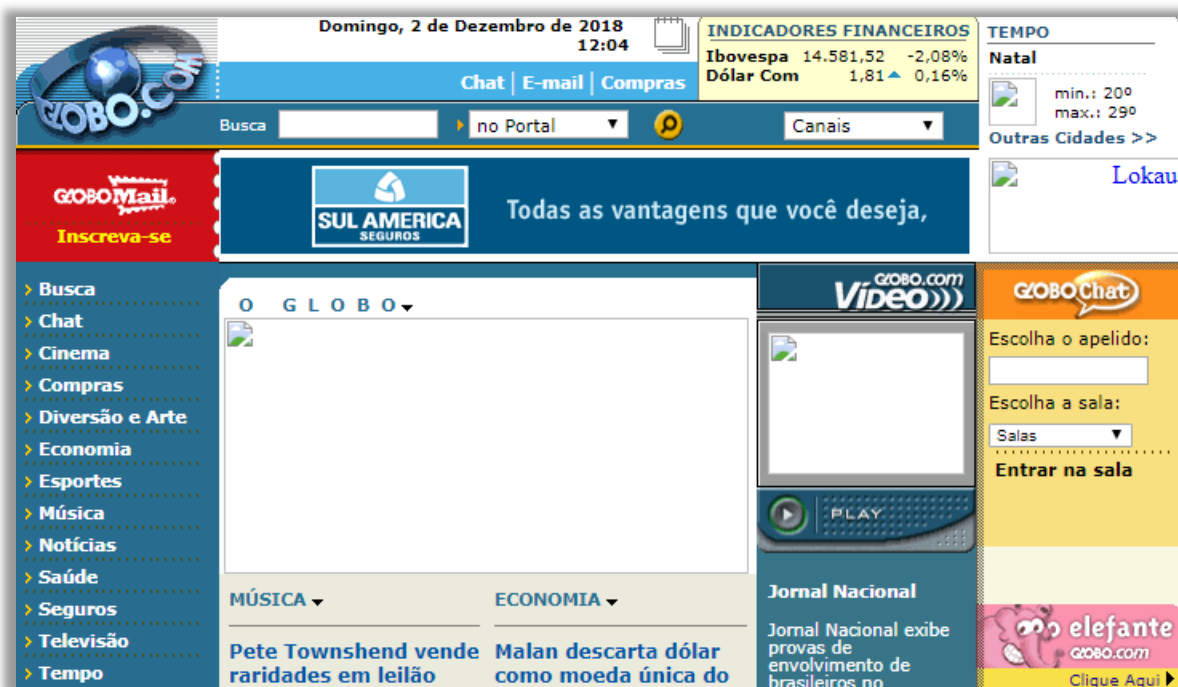 Domingo, 2 de Dezembro de 2018
12:04
Chat | E-mail | Compras
INDICADORES FINANCEIROS
Ibovespa 14.581,52 -2,08%
Dólar Com 1,81 0,16%
TEMPO
Natal
min.: 20º
max.: 29º
Outras Cidades >>
GLOBO.COM
Busca
no Portal
Canais
GLOBOMail
Inscreva-se
SUL AMERICA
SEGUROS
Todas as vantagens que você deseja,
Lokau
Busca
Chat
Cinema
Compras
Diversão e Arte
Economia
Esportes
Música
Notícias
Saúde
Seguros
Televisão
Tempo
O GLOBO
MÚSICA
Pete Townshend vende
raridades em leilão
ECONOMIA
Malan descarta dólar
como moeda única do
GLOBO.COM
VíDEO)))
PLAY
Jornal Nacional
Jornal Nacional exibe
provas de
envolvimento de
brasileiros no
GLOBOChat
Escolha o apelido:
Escolha a sala:
Salas
Entrar na sala
elefante
GLOBO.com
Clique Aqui